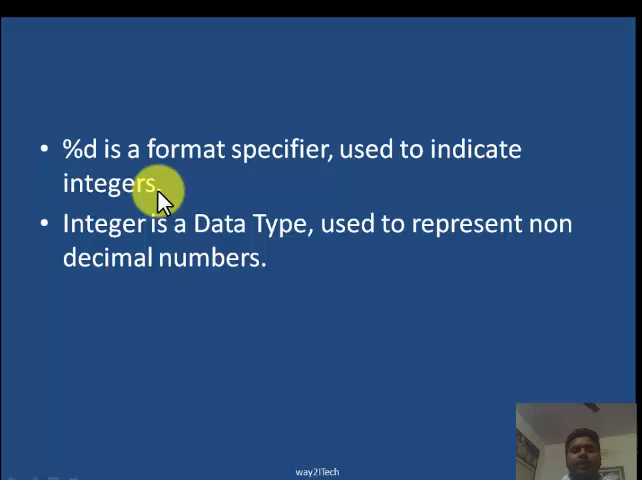 • %d is a format specifier, used to indicate
integers.
• Integer is a Data Type, used to represent non
decimal numbers.
way2ITech